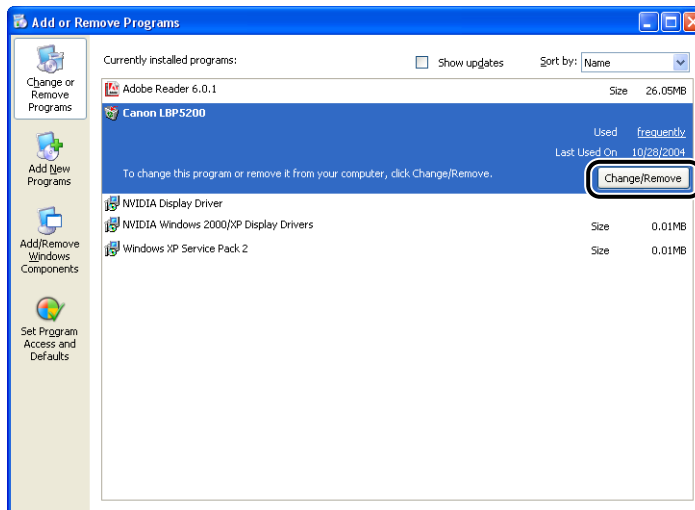 Add or Remove Programs
Change or
Remove
Programs
Add New
Programs
Add/Remove
Windows
Components
Set Program
Access and
Defaults
Currently installed programs:
Show updates
Sort by: Name
Adobe Reader 6.0.1 Size 26.05MB
Canon LBP5200
Used frequently
Last Used On 10/28/2004
To change this program or remove it from your computer, click Change/Remove.
Change/Remove
NVIDIA Display Driver
NVIDIA Windows 2000/XP Display Drivers Size 0.01MB
Windows XP Service Pack 2 Size 0.01MB